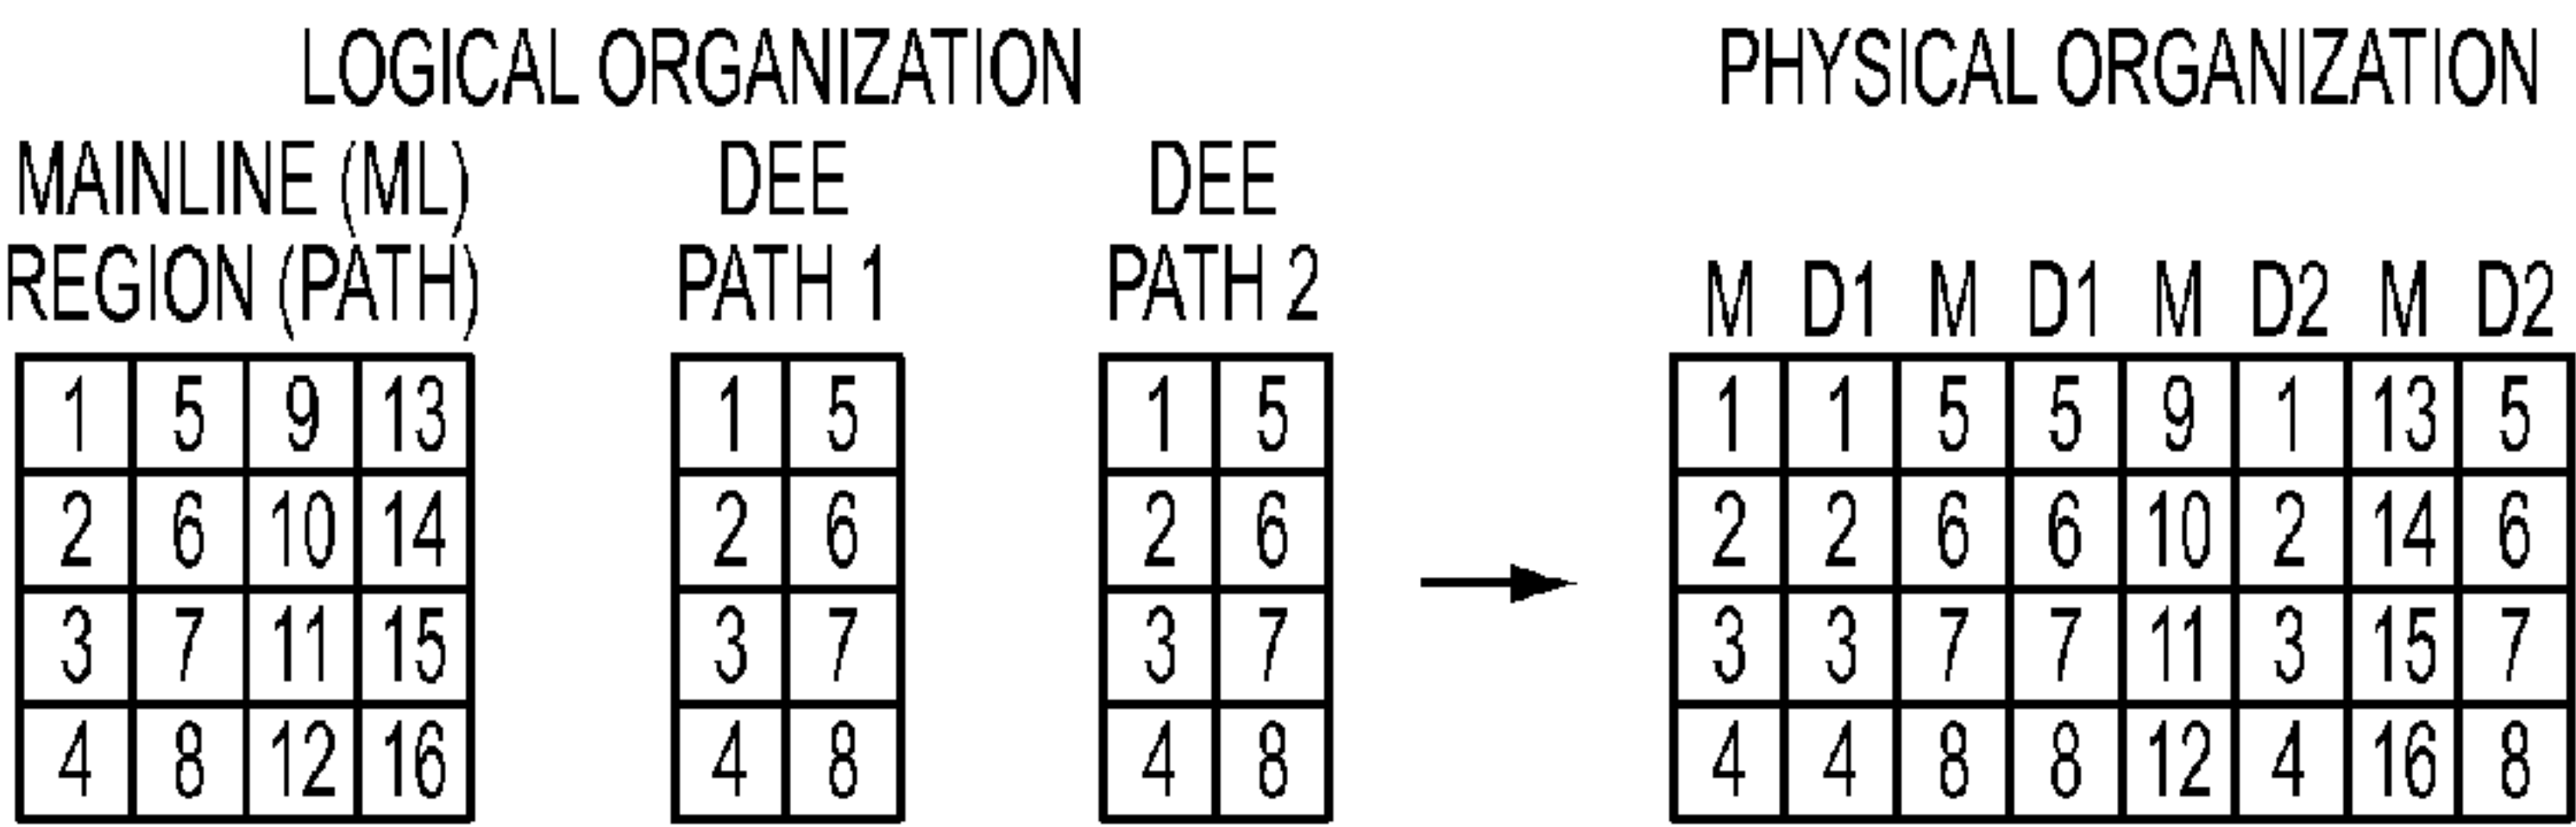 LOGICAL ORGANIZATION PHYSICAL ORGANIZATION
MAINLINE (ML) DEE DEE
REGION (PATH) PATH 1 PATH 2 M D1 M D1 M D2 M D2
1 5 9 13 1 5 1 5 1 1 5 5 9 1 13 5
2 6 10 14 2 6 2 6 2 2 6 6 10 2 14 6
3 7 11 15 3 7 3 7 3 3 7 7 11 3 15 7
4 8 12 16 4 8 4 8 4 4 8 8 12 4 16 8